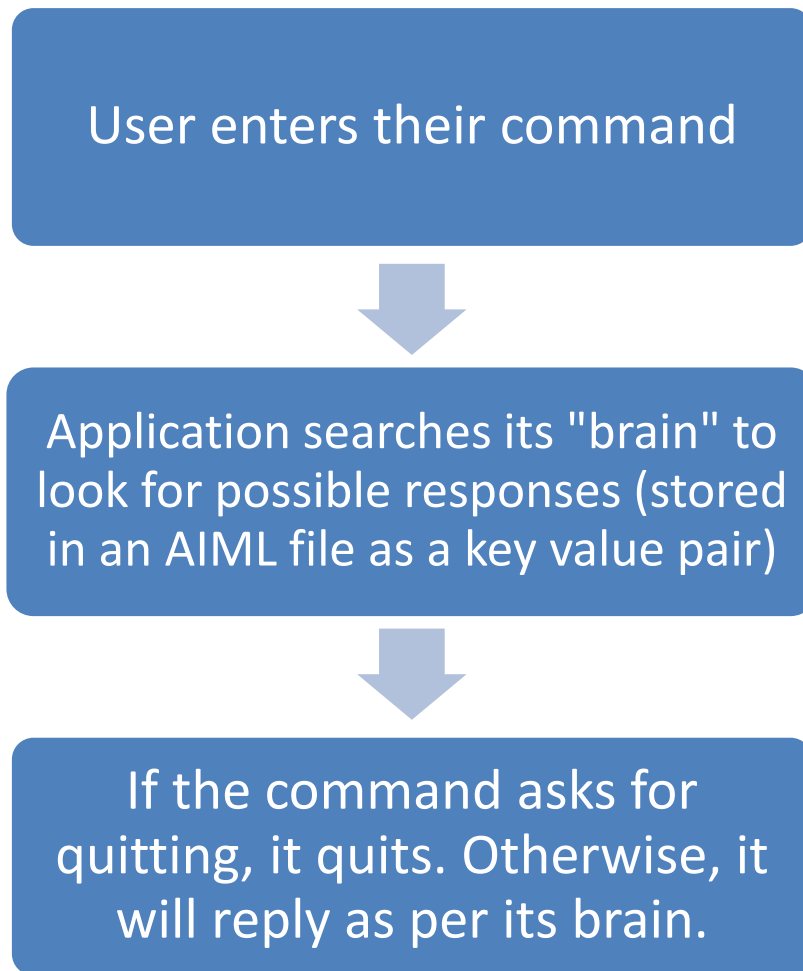 User enters their command
Application searches its "brain" to
look for possible responses (stored
in an AIML file as a key value pair)
If the command asks for
quitting, it quits. Otherwise, it
will reply as per its brain.